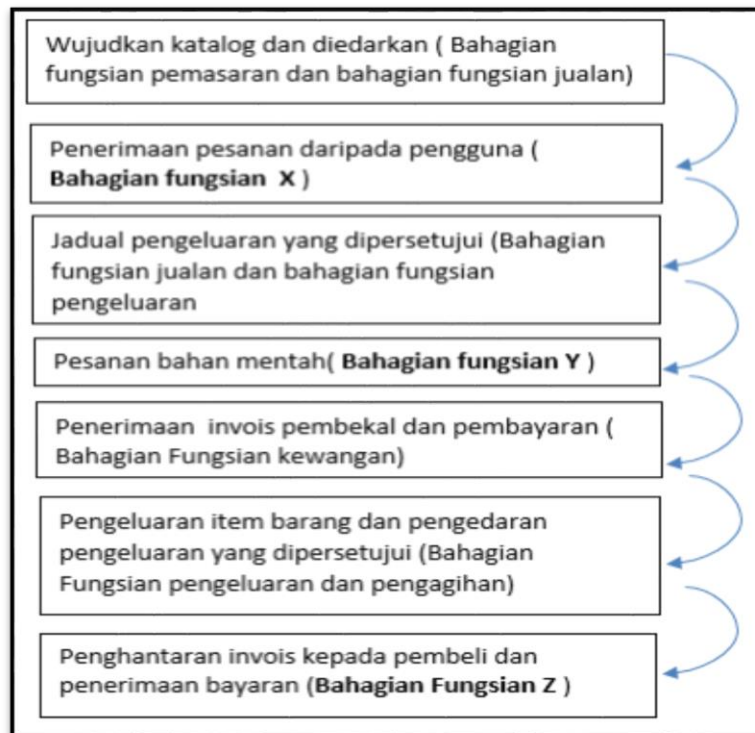 Wujudkan katalog dan diedarkan ( Bahagian
fungsian pemasaran dan bahagian fungsian jualan)
Penerimaan pesanan daripada pengguna (
Bahagian fungsian  X )
Jadual pengeluaran yang dipersetujui (Bahagian
fungsian jualan dan bahagian fungsian
pengeluaran
Pesanan bahan mentah( Bahagian fungsian Y )
Penerimaan  invois pembekal dan pembayaran (
Bahagian Fungsian kewangan)
Pengeluaran item barang dan pengedaran
pengeluaran yang dipersetujui (Bahagian
Fungsian pengeluaran dan pengagihan)
Penghantaran invois kepada pembeli dan
penerimaan bayaran (Bahagian Fungsian Z )